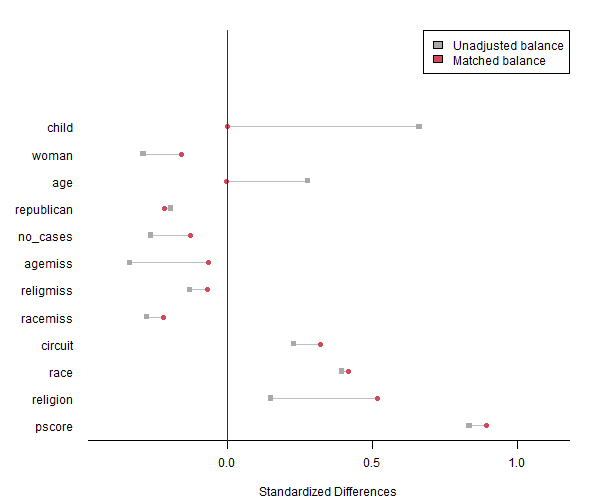 Unadjusted balance
Matched balance
child
woman
age
republican
no_cases
agemiss
religmiss
racemiss
circuit
race
religion
pscore
0.0 0.5 1.0
Standardized Differences